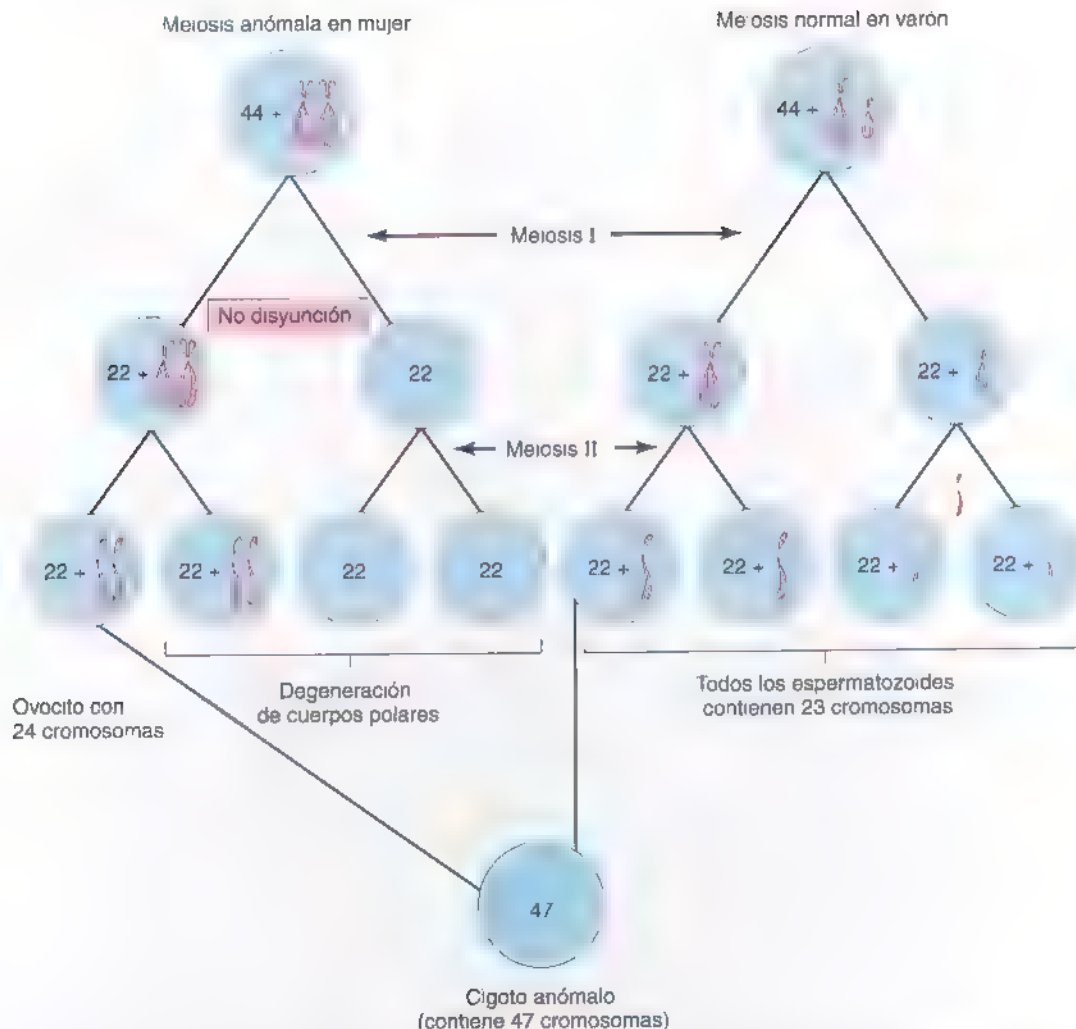 Meiosis anómala en mujer
Meiosis normal en varón
44 +
44 +
Meiosis I
No disyunción
22 +
22
22 +
22 +
Meiosis II
22 +
22 +
22
22
22 +
22 +
22 +
22 +
Ovocito con
24 cromosomas
Degeneración
de cuerpos polares
Todos los espermatozoides
contienen 23 cromosomas
47
Cigoto anómalo
(contiene 47 cromosomas)